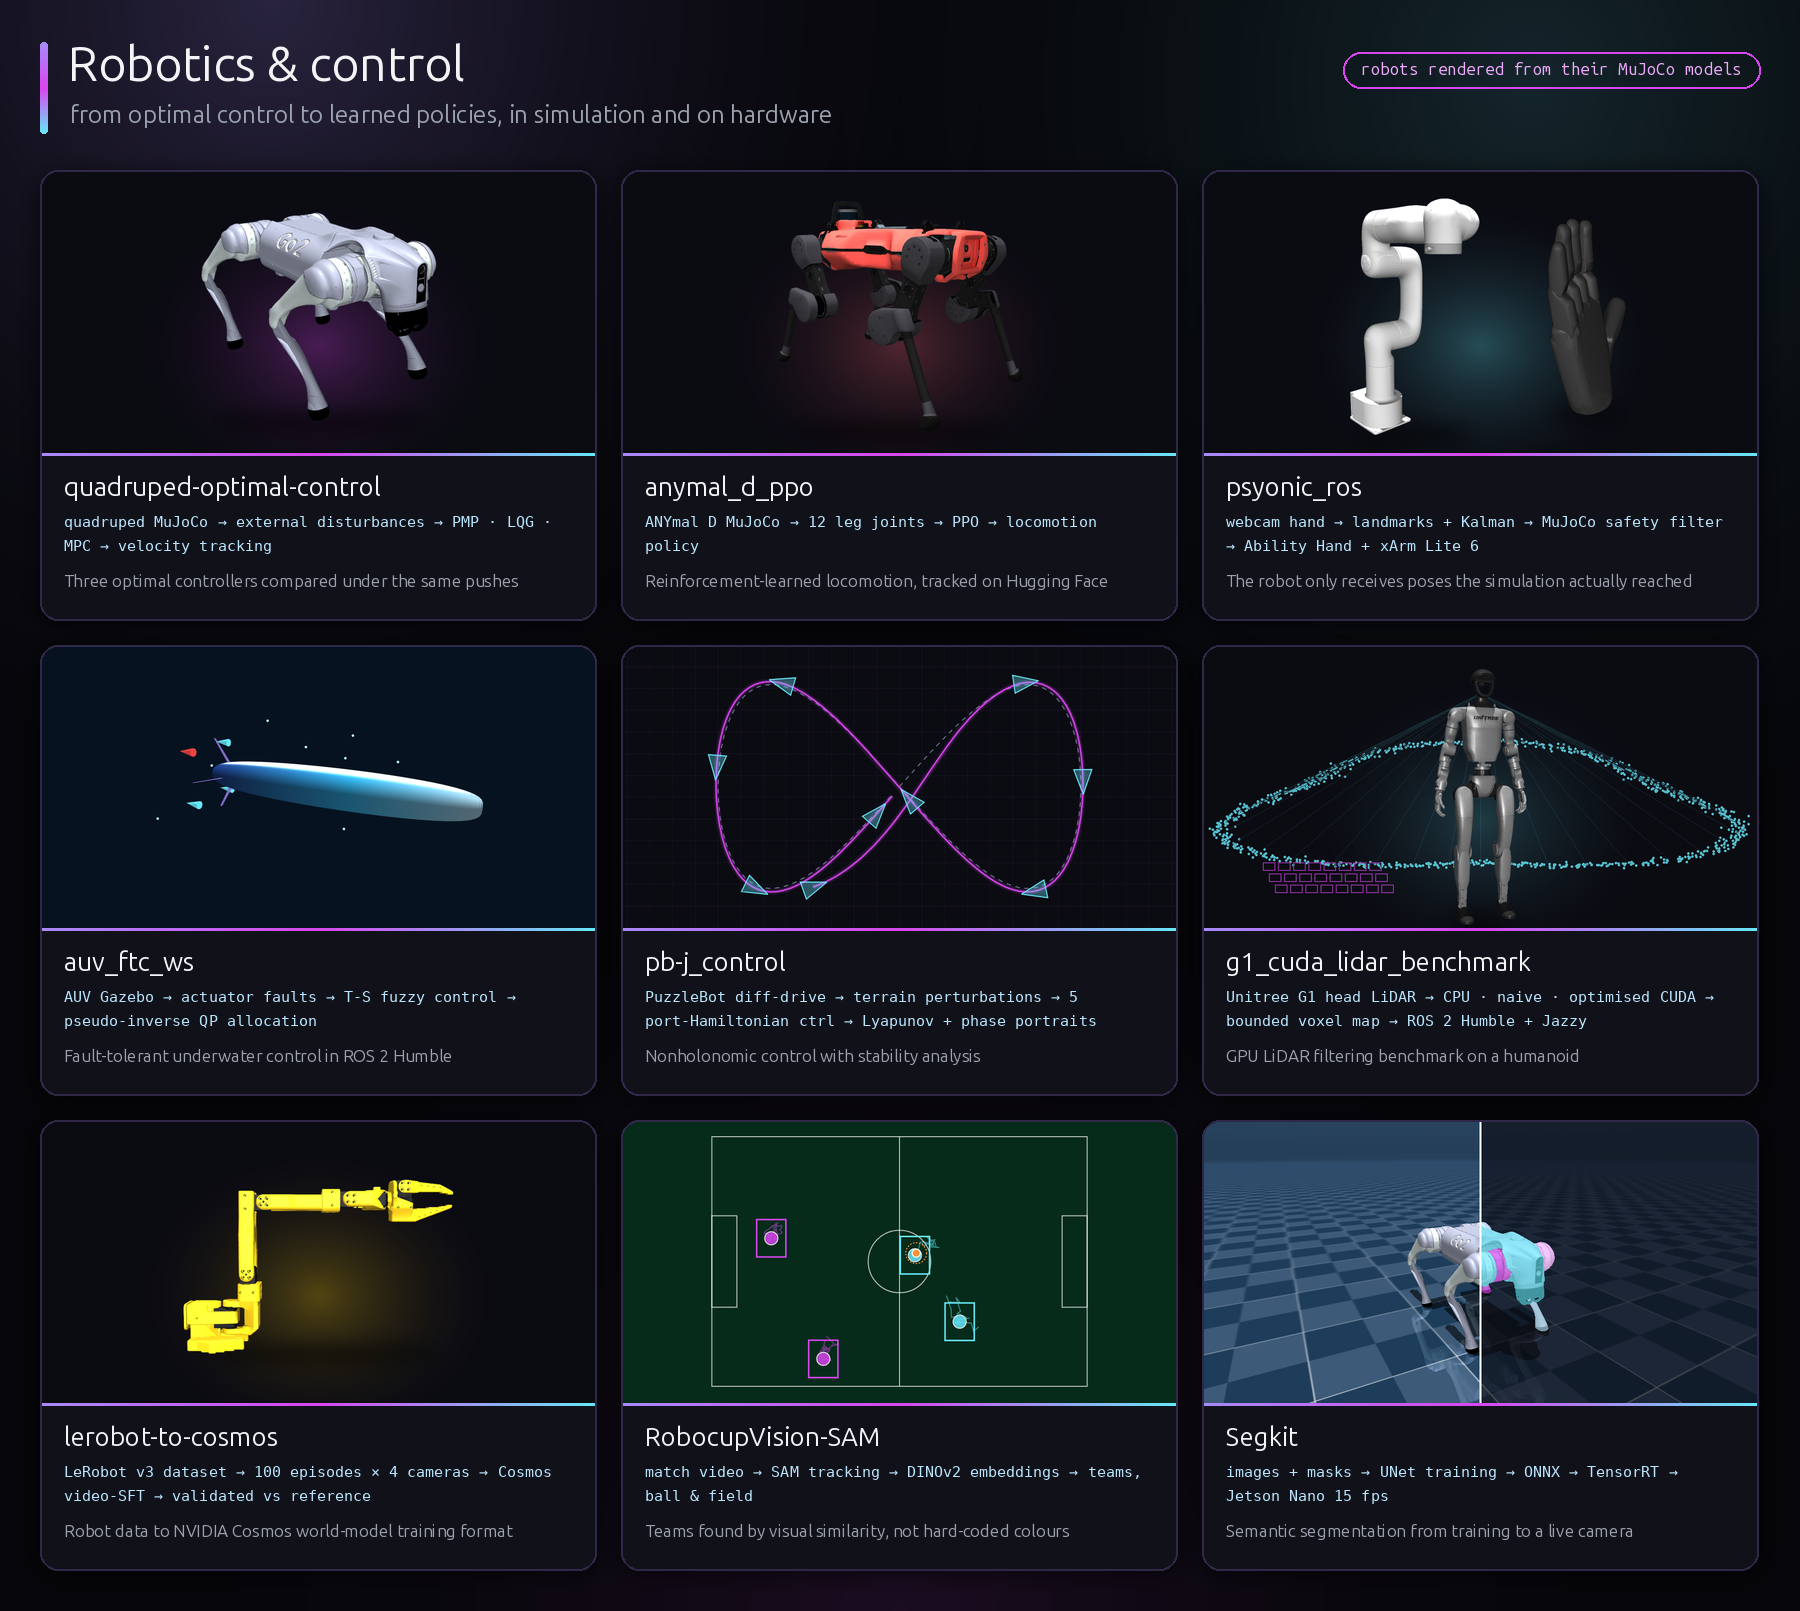 Robotics & control
robots rendered from their MuJoCo models
from optimal control to learned policies, in simulation and on hardware
Go2
quadruped-optimal-control
quadruped MuJoCo → external disturbances → PMP · LQG ·
MPC → velocity tracking
Three optimal controllers compared under the same pushes
anymal_d_ppo
ANYmal D MuJoCo → 12 leg joints → PPO → locomotion
policy
Reinforcement-learned locomotion, tracked on Hugging Face
psyonic_ros
webcam hand → landmarks + Kalman → MuJoCo safety filter
→ Ability Hand + xArm Lite 6
The robot only receives poses the simulation actually reached
auv_ftc_ws
AUV Gazebo → actuator faults → T-S fuzzy control →
pseudo-inverse QP allocation
Fault-tolerant underwater control in ROS 2 Humble
pb-j_control
PuzzleBot diff-drive → terrain perturbations → 5
port-Hamiltonian ctrl → Lyapunov + phase portraits
Nonholonomic control with stability analysis
Unitree
g1_cuda_lidar_benchmark
Unitree G1 head LiDAR → CPU · naive · optimised CUDA →
bounded voxel map → ROS 2 Humble + Jazzy
GPU LiDAR filtering benchmark on a humanoid
lerobot-to-cosmos
LeRobot v3 dataset → 100 episodes × 4 cameras → Cosmos
video-SFT → validated vs reference
Robot data to NVIDIA Cosmos world-model training format
RobocupVision-SAM
match video → SAM tracking → DINOv2 embeddings → teams,
ball & field
Teams found by visual similarity, not hard-coded colours
Segkit
images + masks → UNet training → ONNX → TensorRT →
Jetson Nano 15 fps
Semantic segmentation from training to a live camera